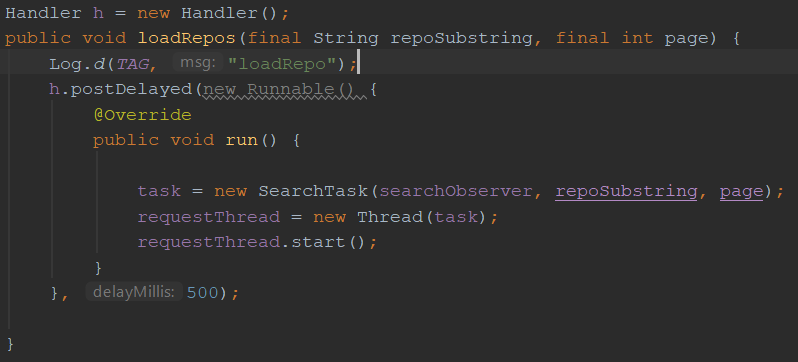 Handler h = new Handler();
public void loadRepos(final String repoSubstring, final int page) {
    Log.d(TAG, msg: "loadRepo");
    h.postDelayed(new Runnable() {
        @Override
        public void run() {
            task = new SearchTask(searchObserver, repoSubstring, page);
            requestThread = new Thread(task);
            requestThread.start();
        }
    }, delayMillis: 500);
}